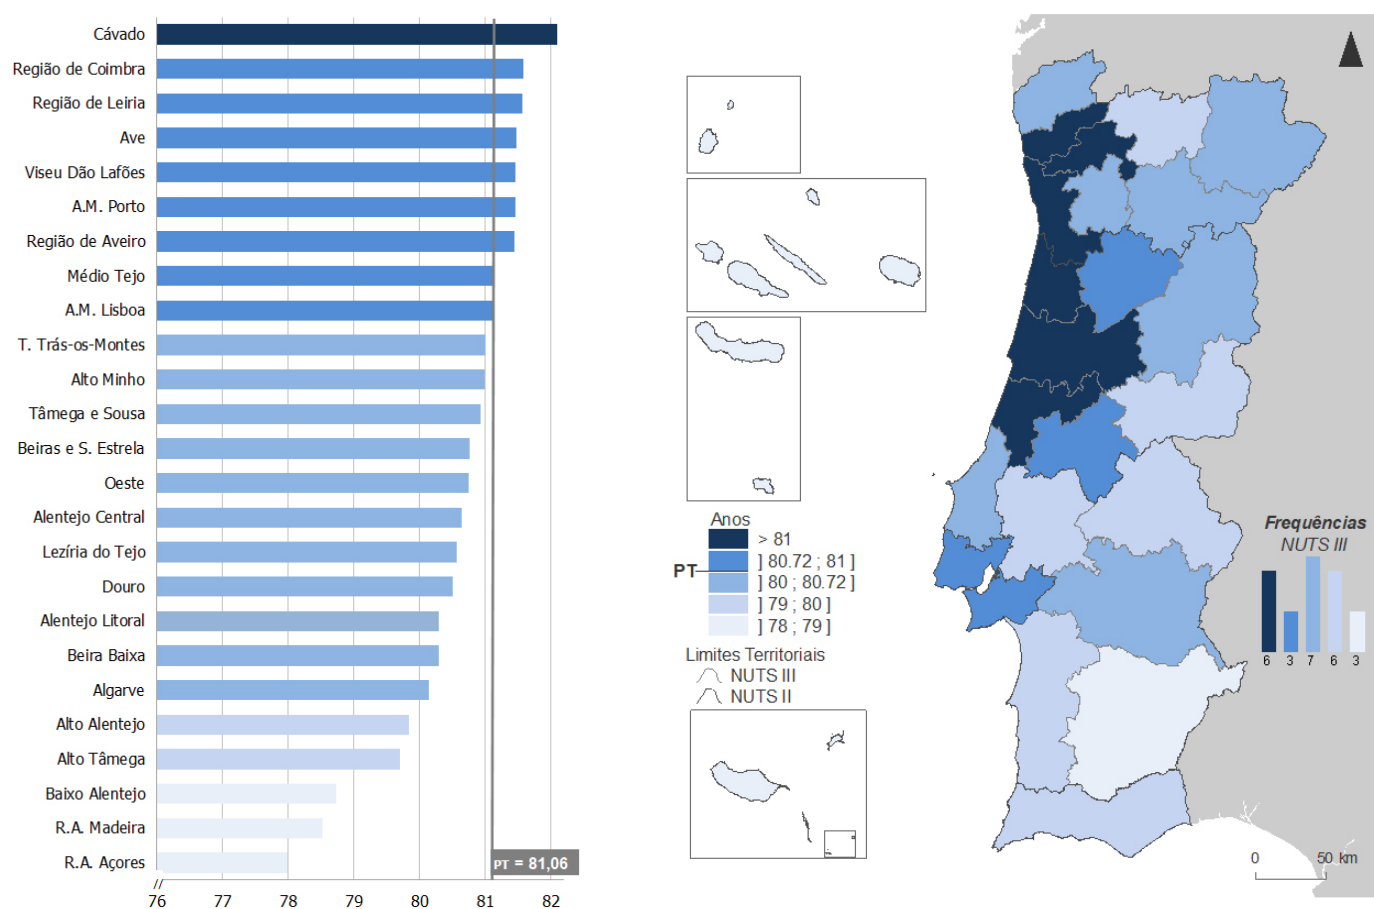 Cávado
Região de Coimbra
Região de Leiria
Ave
Viseu Dão Lafões
A.M. Porto
Região de Aveiro
Médio Tejo
A.M. Lisboa
T. Trás-os-Montes
Alto Minho
Tâmega e Sousa
Beiras e S. Estrela
Oeste
Alentejo Central
Lezíria do Tejo
Douro
Alentejo Litoral
Beira Baixa
Algarve
Alto Alentejo
Alto Tâmega
Baixo Alentejo
R.A. Madeira
R.A. Açores
PT = 81,06
76 77 78 79 80 81 82
Anos
> 81
] 80.72 ; 81 ]
PT
] 80 ; 80.72 ]
] 79 ; 80 ]
] 78 ; 79 ]
Limites Territoriais
NUTS III
NUTS II
Frequências
NUTS III
6 3 7 6 3
0 50 km